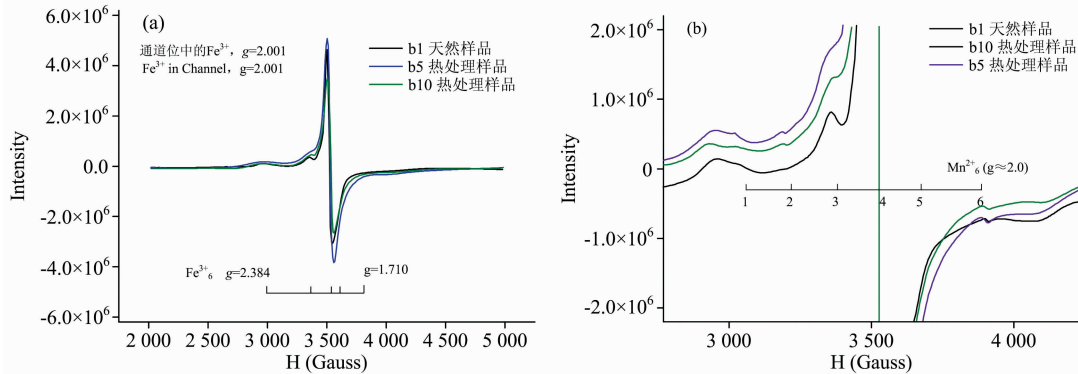 (a)
6.0×10⁶
4.0×10⁶
2.0×10⁶
0.0
-2.0×10⁶
-4.0×10⁶
-6.0×10⁶
Intensity
通道位中的Fe³⁺，g=2.001
Fe³⁺ in Channel，g=2.001
b1 天然样品
b5 热处理样品
b10 热处理样品
Fe³⁺₆ g=2.384
g=1.710
2 000 2 500 3 000 3 500 4 000 4 500 5 000
H (Gauss)
(b)
2.0×10⁶
1.0×10⁶
0
-1.0×10⁶
-2.0×10⁶
Intensity
b1 天然样品
b10 热处理样品
b5 热处理样品
Mn²⁺₆ (g≈2.0)
1 2 3 4 5 6
3 000 3 500 4 000
H (Gauss)